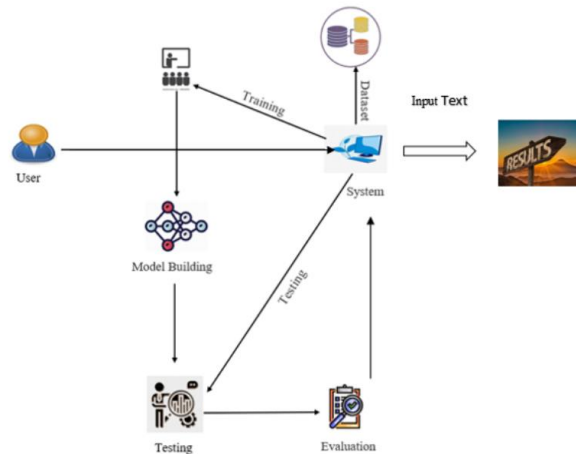 Dataset
Training
Input Text
RESULTS
User
System
Model Building
Testing
Testing
Evaluation